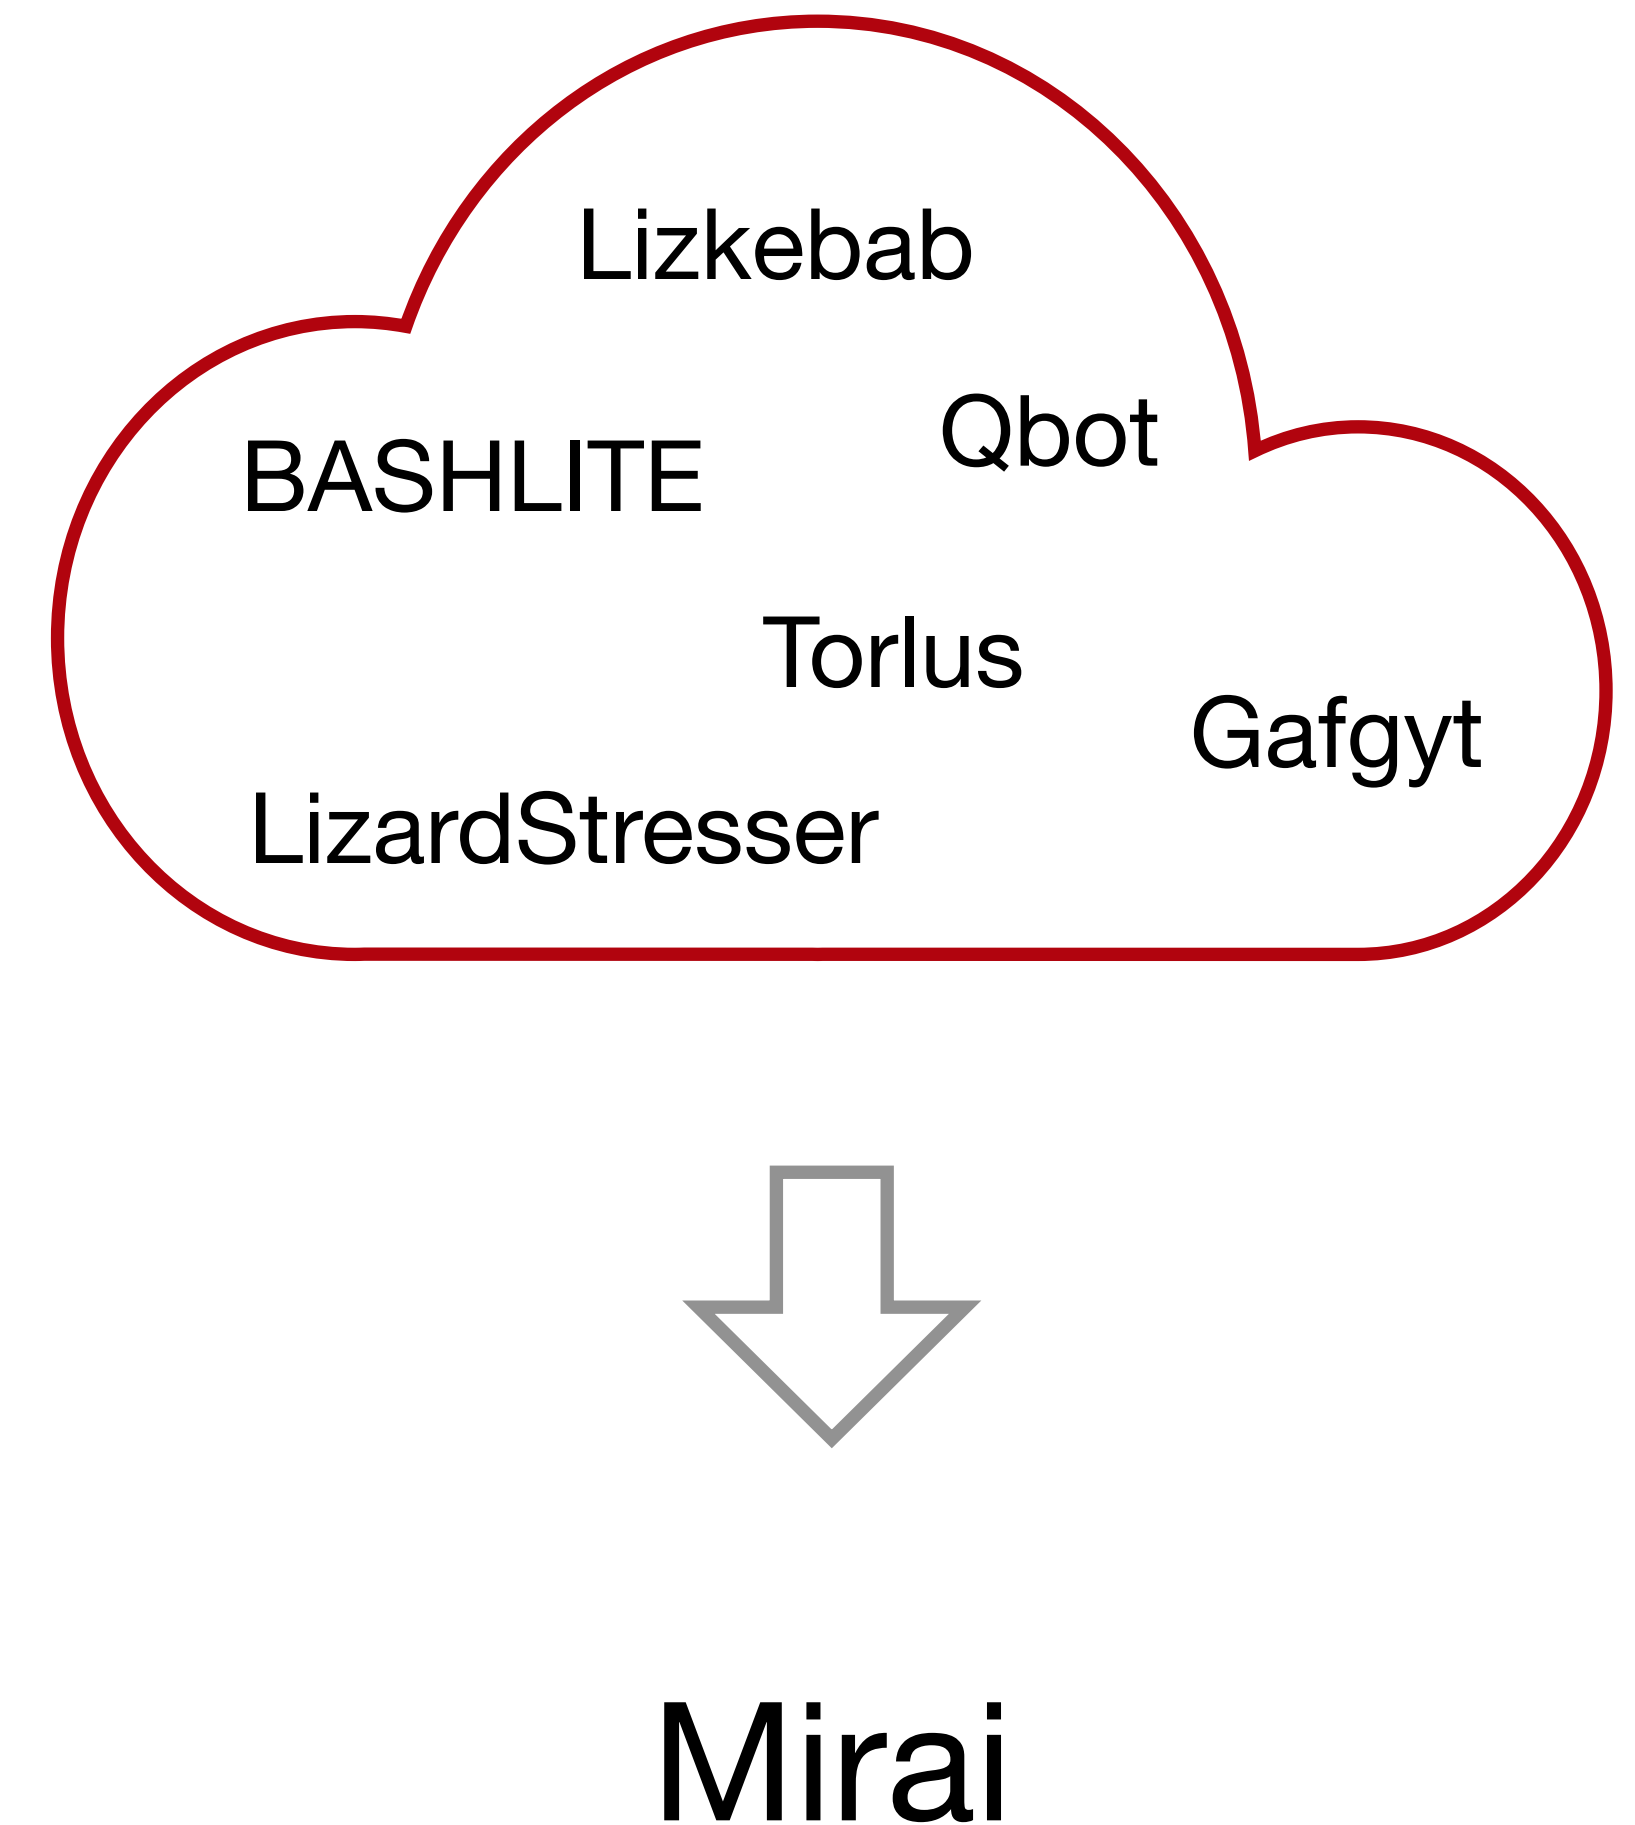 Lizkebab
Qbot
BASHLITE
Torlus
Gafgyt
LizardStresser
Mirai